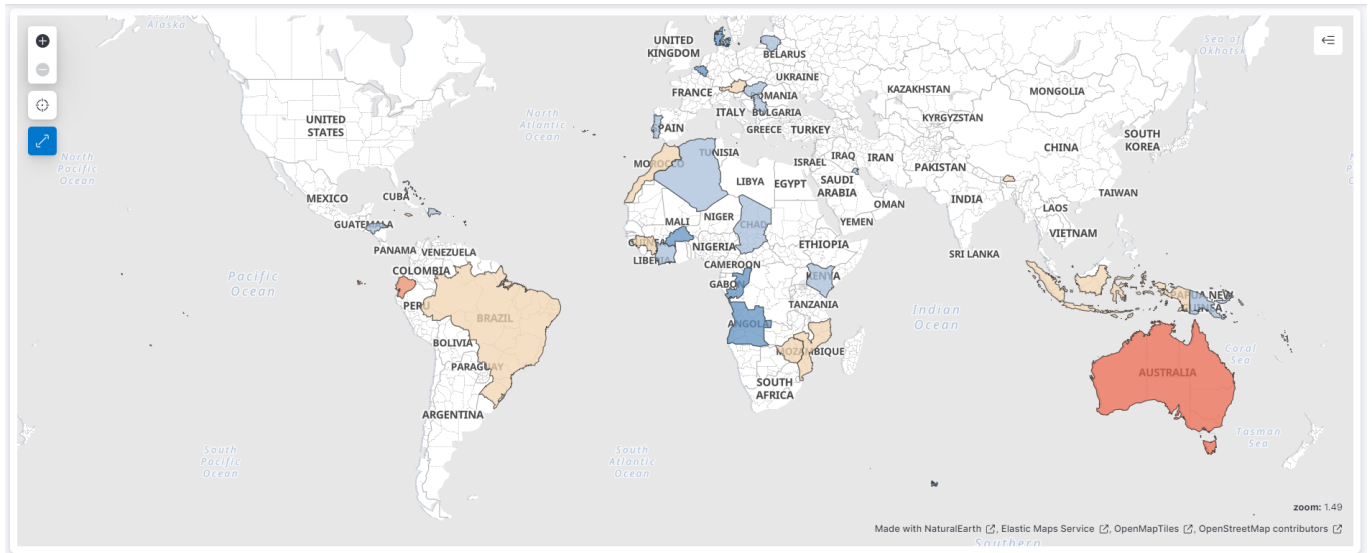 Alaska
Sea of
Okhotsk
UNITED
KINGDOM
BELARUS
UKRAINE
FRANCE
OMANIA
KAZAKHSTAN
MONGOLIA
ITALY
BULGARIA
KYRGYZSTAN
North
Atlantic
Ocean
UNITED
STATES
PAIN
GREECE
TURKEY
SOUTH
KOREA
CHINA
North
Pacific
Ocean
MOROCCO
TUNISIA
ISRAEL
IRAQ
IRAN
PAKISTAN
LIBYA
EGYPT
SAUDI
ARABIA
MEXICO
CUBA
OMAN
INDIA
TAIWAN
LAOS
GUATEMALA
MALI
NIGER
CHAD
YEMEN
VIETNAM
GUINEA
NIGERIA
ETHIOPIA
PANAMA
VENEZUELA
LIBERIA
CAMEROON
SRI LANKA
COLOMBIA
Pacific
Ocean
GABON
KENYA
PERU
TANZANIA
PAPUA NEW
GUINEA
BRAZIL
ANGOLA
Indian
Ocean
BOLIVIA
MOZAMBIQUE
Coral
Sea
PARAGUAY
AUSTRALIA
SOUTH
AFRICA
ARGENTINA
Tasman
Sea
South
Pacific
Ocean
South
Atlantic
Ocean
zoom: 1.49
Made with NaturalEarth, Elastic Maps Service, OpenMapTiles, OpenStreetMap contributors
Southern